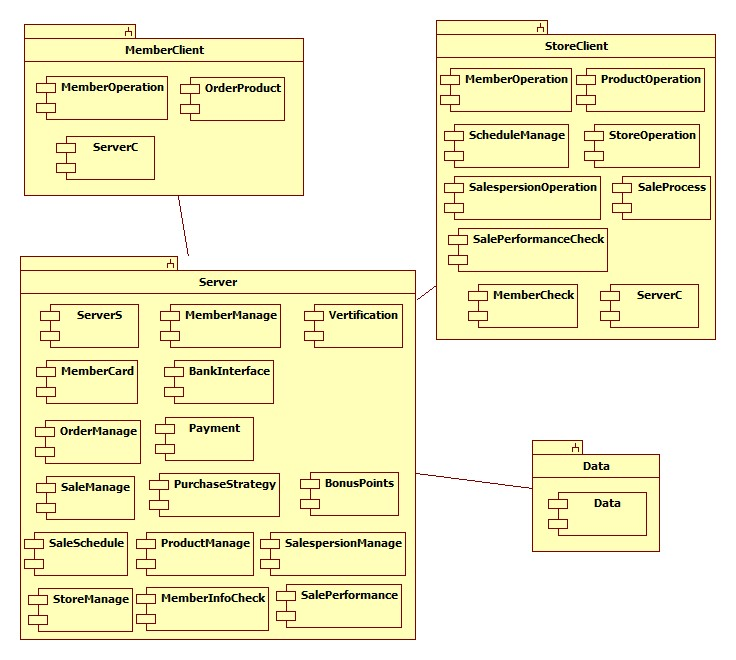 MemberClient
MemberOperation
OrderProduct
ServerC
StoreClient
MemberOperation
ProductOperation
ScheduleManage
StoreOperation
SalespersionOperation
SaleProcess
SalePerformanceCheck
MemberCheck
ServerC
Server
ServerS
MemberManage
Vertification
MemberCard
BankInterface
OrderManage
Payment
SaleManage
PurchaseStrategy
BonusPoints
SaleSchedule
ProductManage
SalespersionManage
StoreManage
MemberInfoCheck
SalePerformance
Data
Data